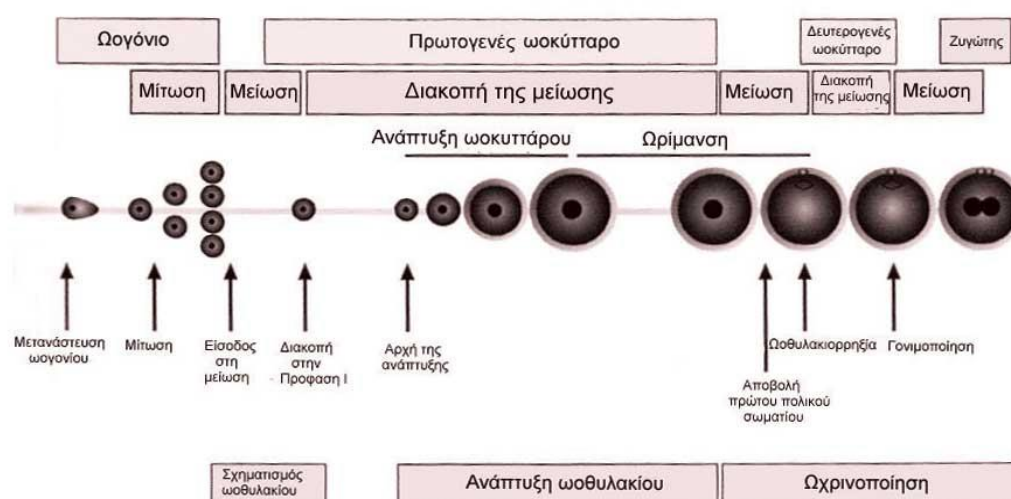 Ωογόνιο
Πρωτογενές ωοκύτταρο
Δευτερογενές
ωοκύτταρο
Ζυγώτης
Μίτωση
Μείωση
Διακοπή της μείωσης
Μείωση
Διακοπή
της μείωσης
Μείωση
Ανάπτυξη ωοκυττάρου
Ωρίμανση
Μετανάστευση
ωογονίου
Μίτωση
Είσοδος
στη
μείωση
Διακοπή
στην
Προφαση Ι
Αρχή της
ανάπτυξης
Ωοθυλακιορρηξία
Γονιμοποίηση
Αποβολή
πρώτου πολικού
σωματίου
Σχηματισμός
ωοθυλακίου
Ανάπτυξη ωοθυλακίου
Ωχρινοποίηση